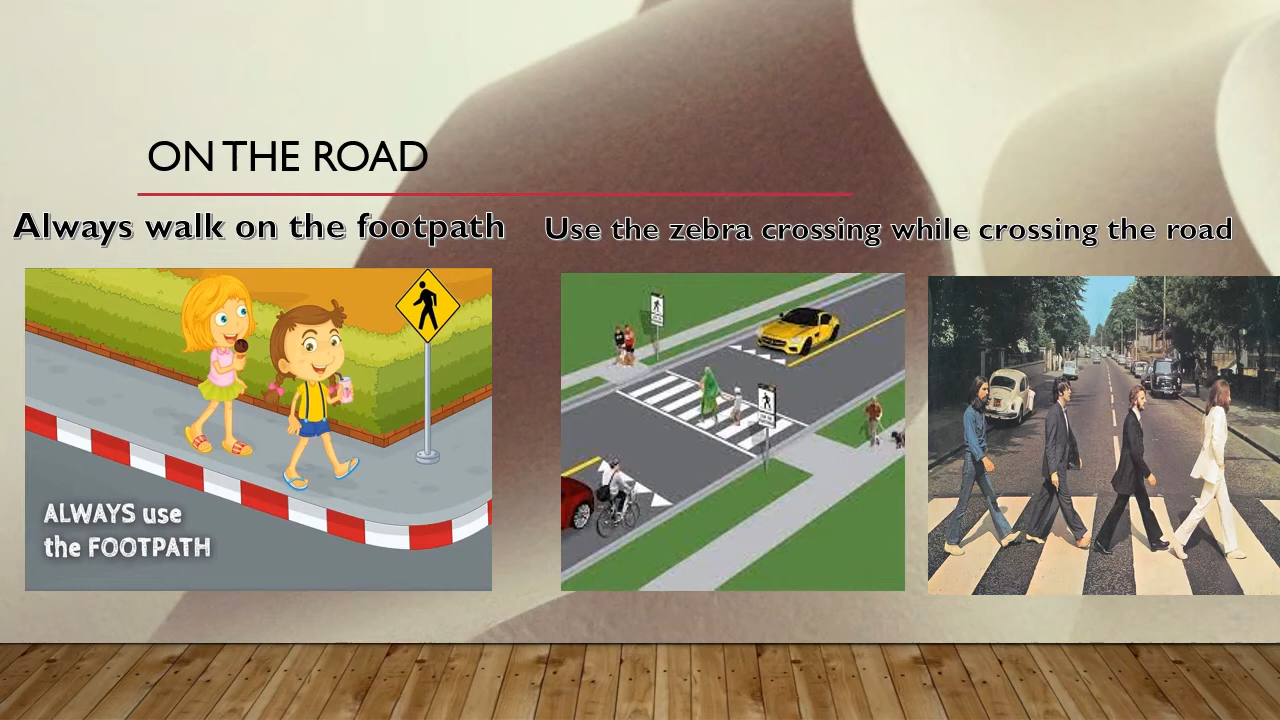 ON THE ROAD
Always walk on the footpath
Use the zebra crossing while crossing the road
ALWAYS use
the FOOTPATH